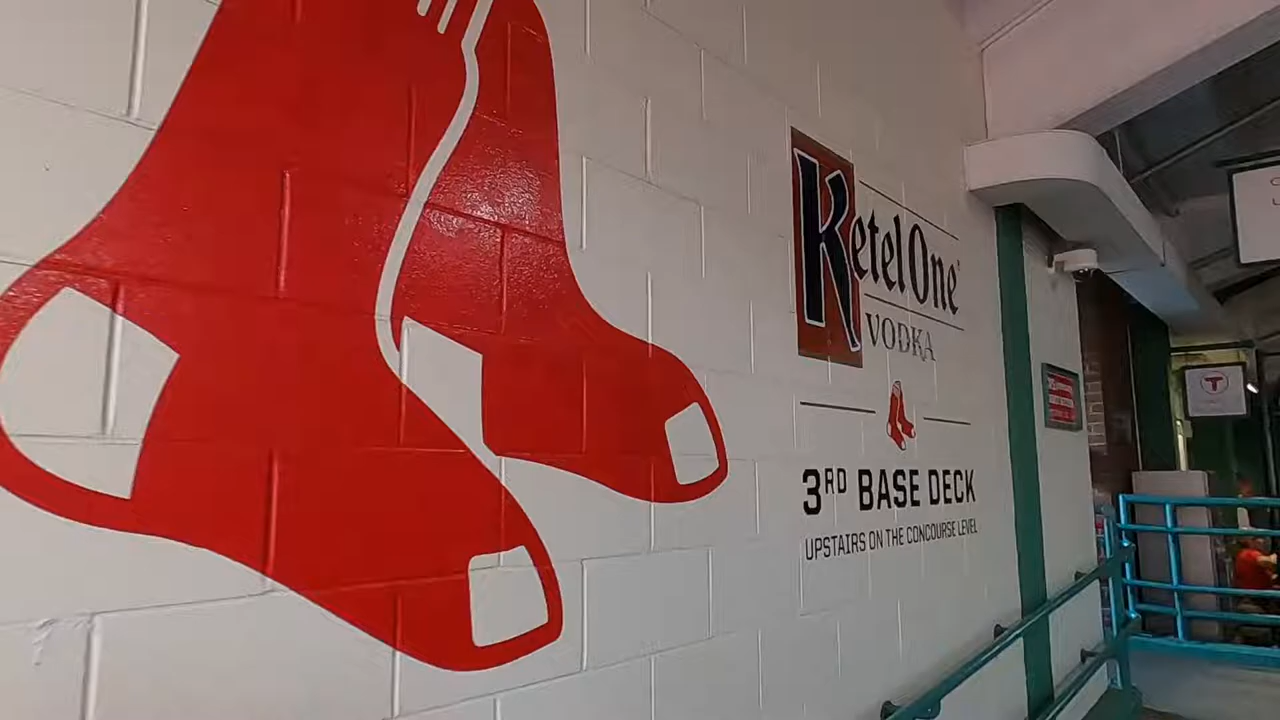 Ketel One
VODKA
3RD BASE DECK
UPSTAIRS ON THE CONCOURSE LEVEL
T